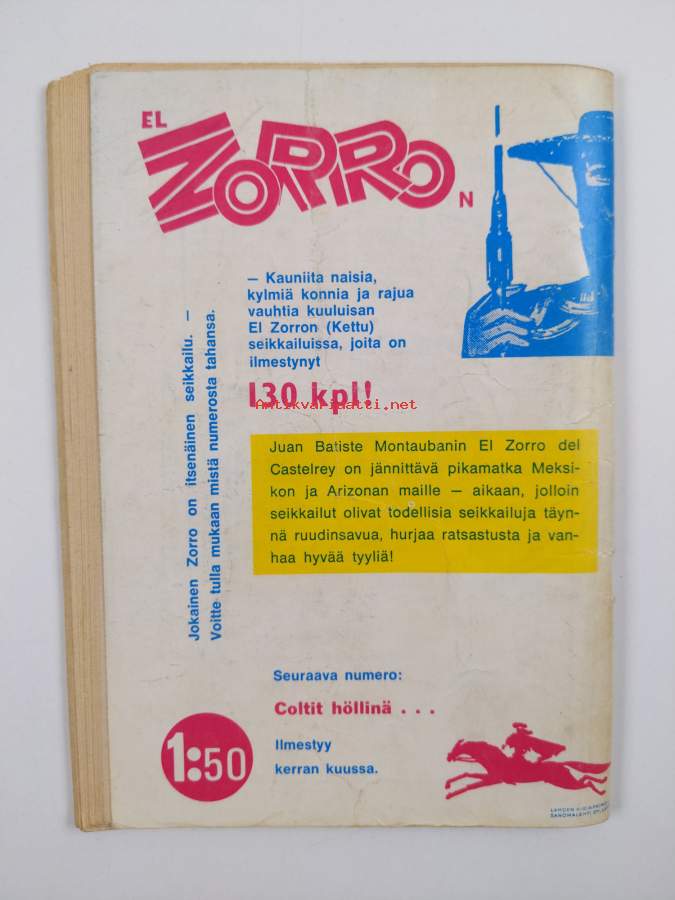 EL ZORRO N
— Kauniita naisia,
kylmiä konnia ja rajua
vauhtia kuuluisan
El Zorron (Kettu)
seikkailuissa, joita on
ilmestynyt
130 kpl!
Antikvariaatti.net
Juan Batiste Montaubanin El Zorro del
Castelrey on jännittävä pikamatka Meksi-
kon ja Arizonan maille — aikaan, jolloin
seikkailut olivat todellisia seikkailuja täyn-
nä ruudinsavua, hurjaa ratsastusta ja van-
haa hyvää tyyliä!
Jokainen Zorro on itsenäinen seikkailu. —
Voitte tulla mukaan mistä numerosta tahansa.
Seuraava numero:
Coltit höllinä . . .
1:50
Ilmestyy
kerran kuussa.
LAHDEN
SANOMALEHTI